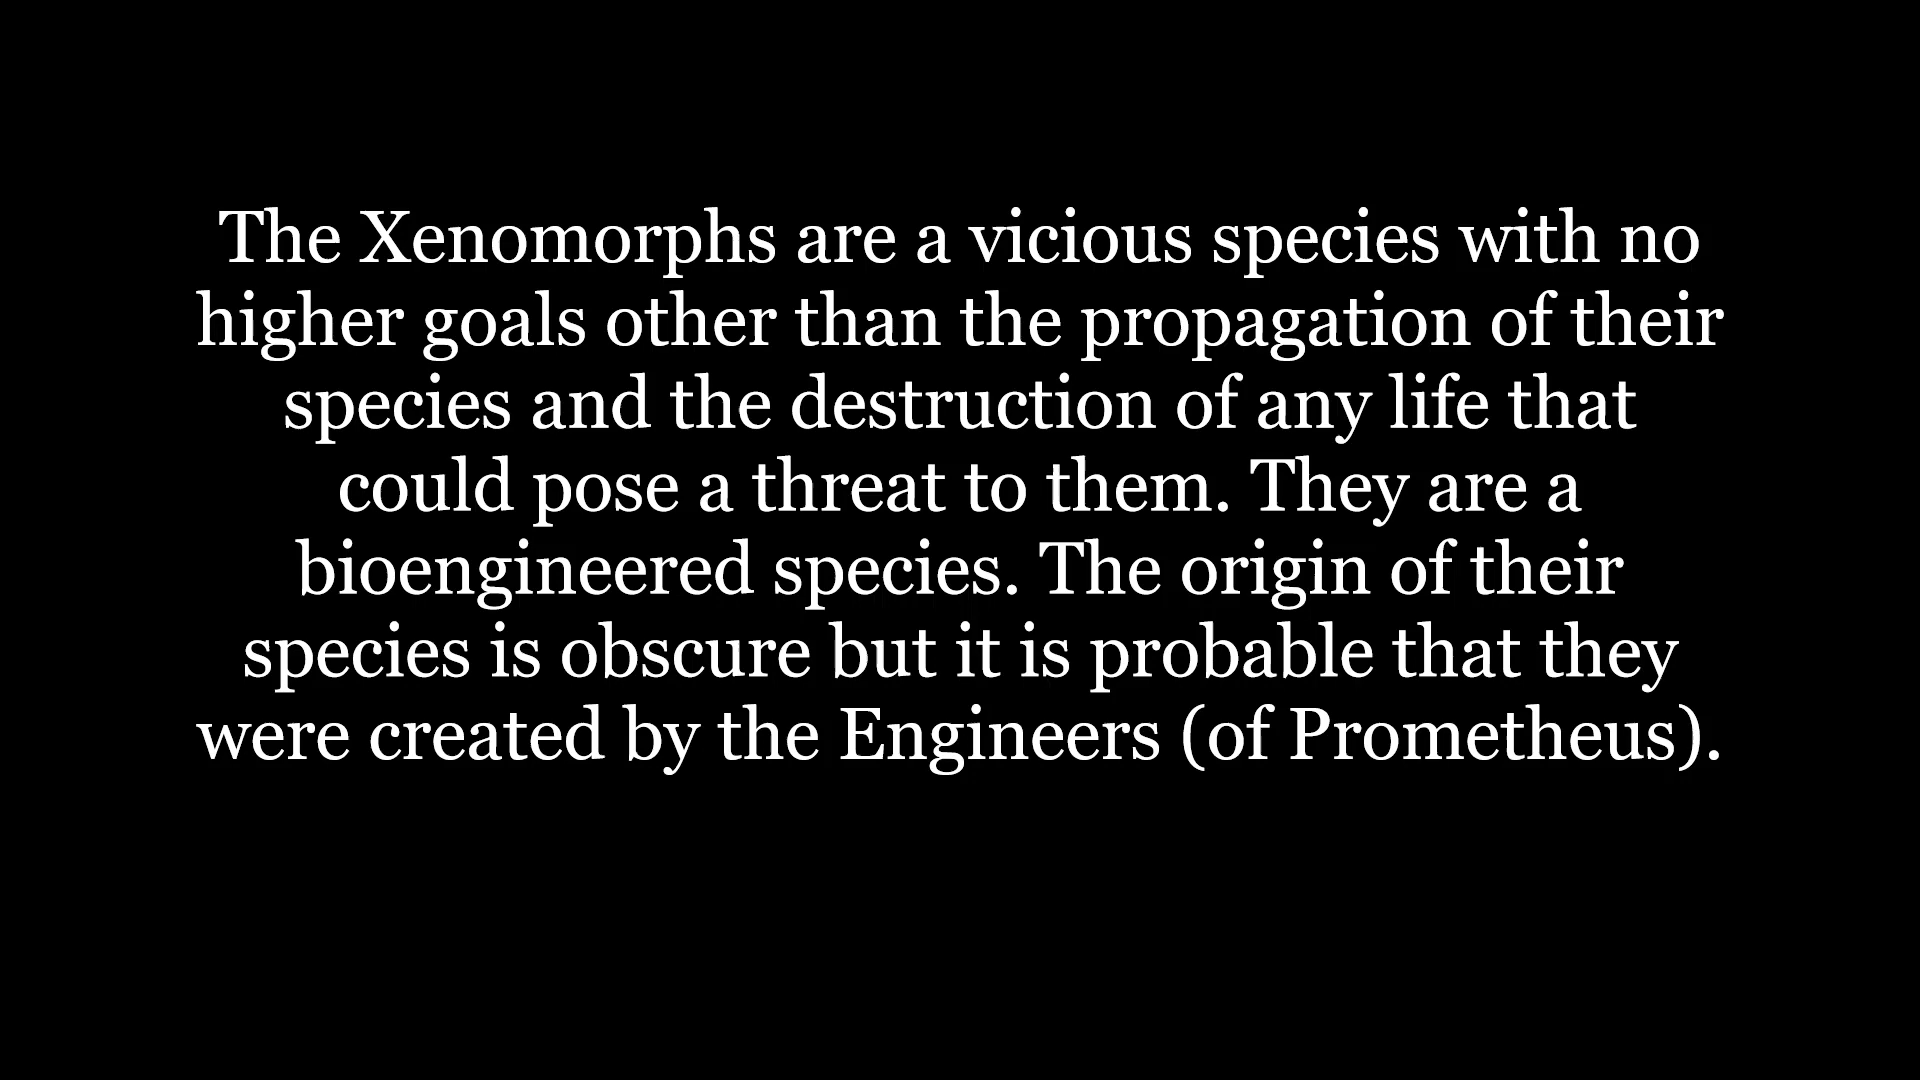 The Xenomorphs are a vicious species with no
higher goals other than the propagation of their
species and the destruction of any life that
could pose a threat to them. They are a
bioengineered species. The origin of their
species is obscure but it is probable that they
were created by the Engineers (of Prometheus).